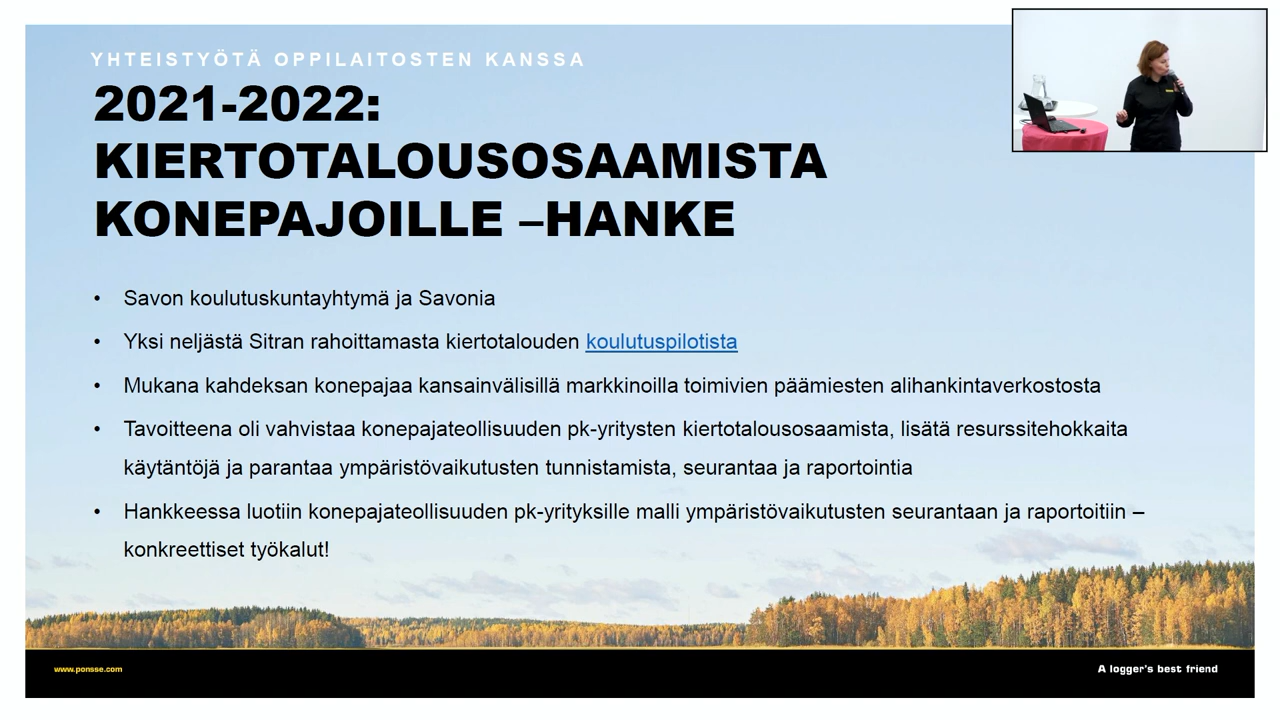 YHTEISTYÖTÄ OPPILAITOSTEN KANSSA
2021-2022:
KIERTOTALOUSOSAAMISTA
KONEPAJOILLE –HANKE
• Savon koulutuskuntayhtymä ja Savonia
• Yksi neljästä Sitran rahoittamasta kiertotalouden koulutuspilotista
• Mukana kahdeksan konepajaa kansainvälisillä markkinoilla toimivien päämiesten alihankintaverkostosta
• Tavoitteena oli vahvistaa konepajateollisuuden pk-yritysten kiertotalousosaamista, lisätä resurssitehokkaita
käytäntöjä ja parantaa ympäristövaikutusten tunnistamista, seurantaa ja raportointia
• Hankkeessa luotiin konepajateollisuuden pk-yrityksille malli ympäristövaikutusten seurantaan ja raportoitiin –
konkreettiset työkalut!
www.ponsse.com
A logger's best friend